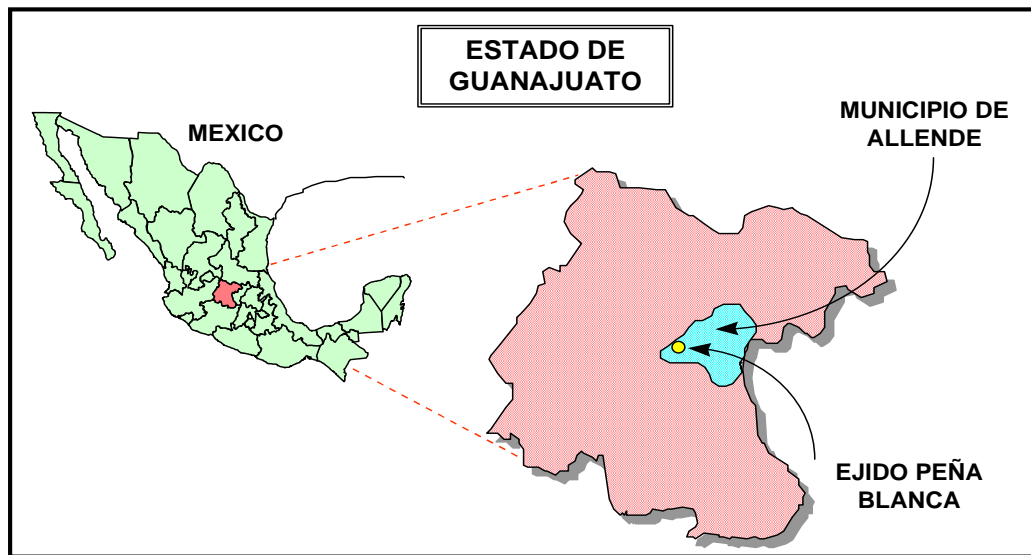 ESTADO DE
GUANAJUATO
MEXICO
MUNICIPIO DE
ALLENDE
EJIDO PEÑA
BLANCA